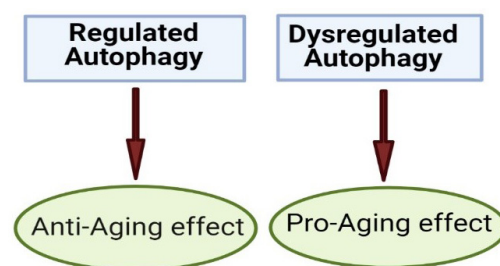 Regulated
Autophagy
Dysregulated
Autophagy
Anti-Aging effect
Pro-Aging effect